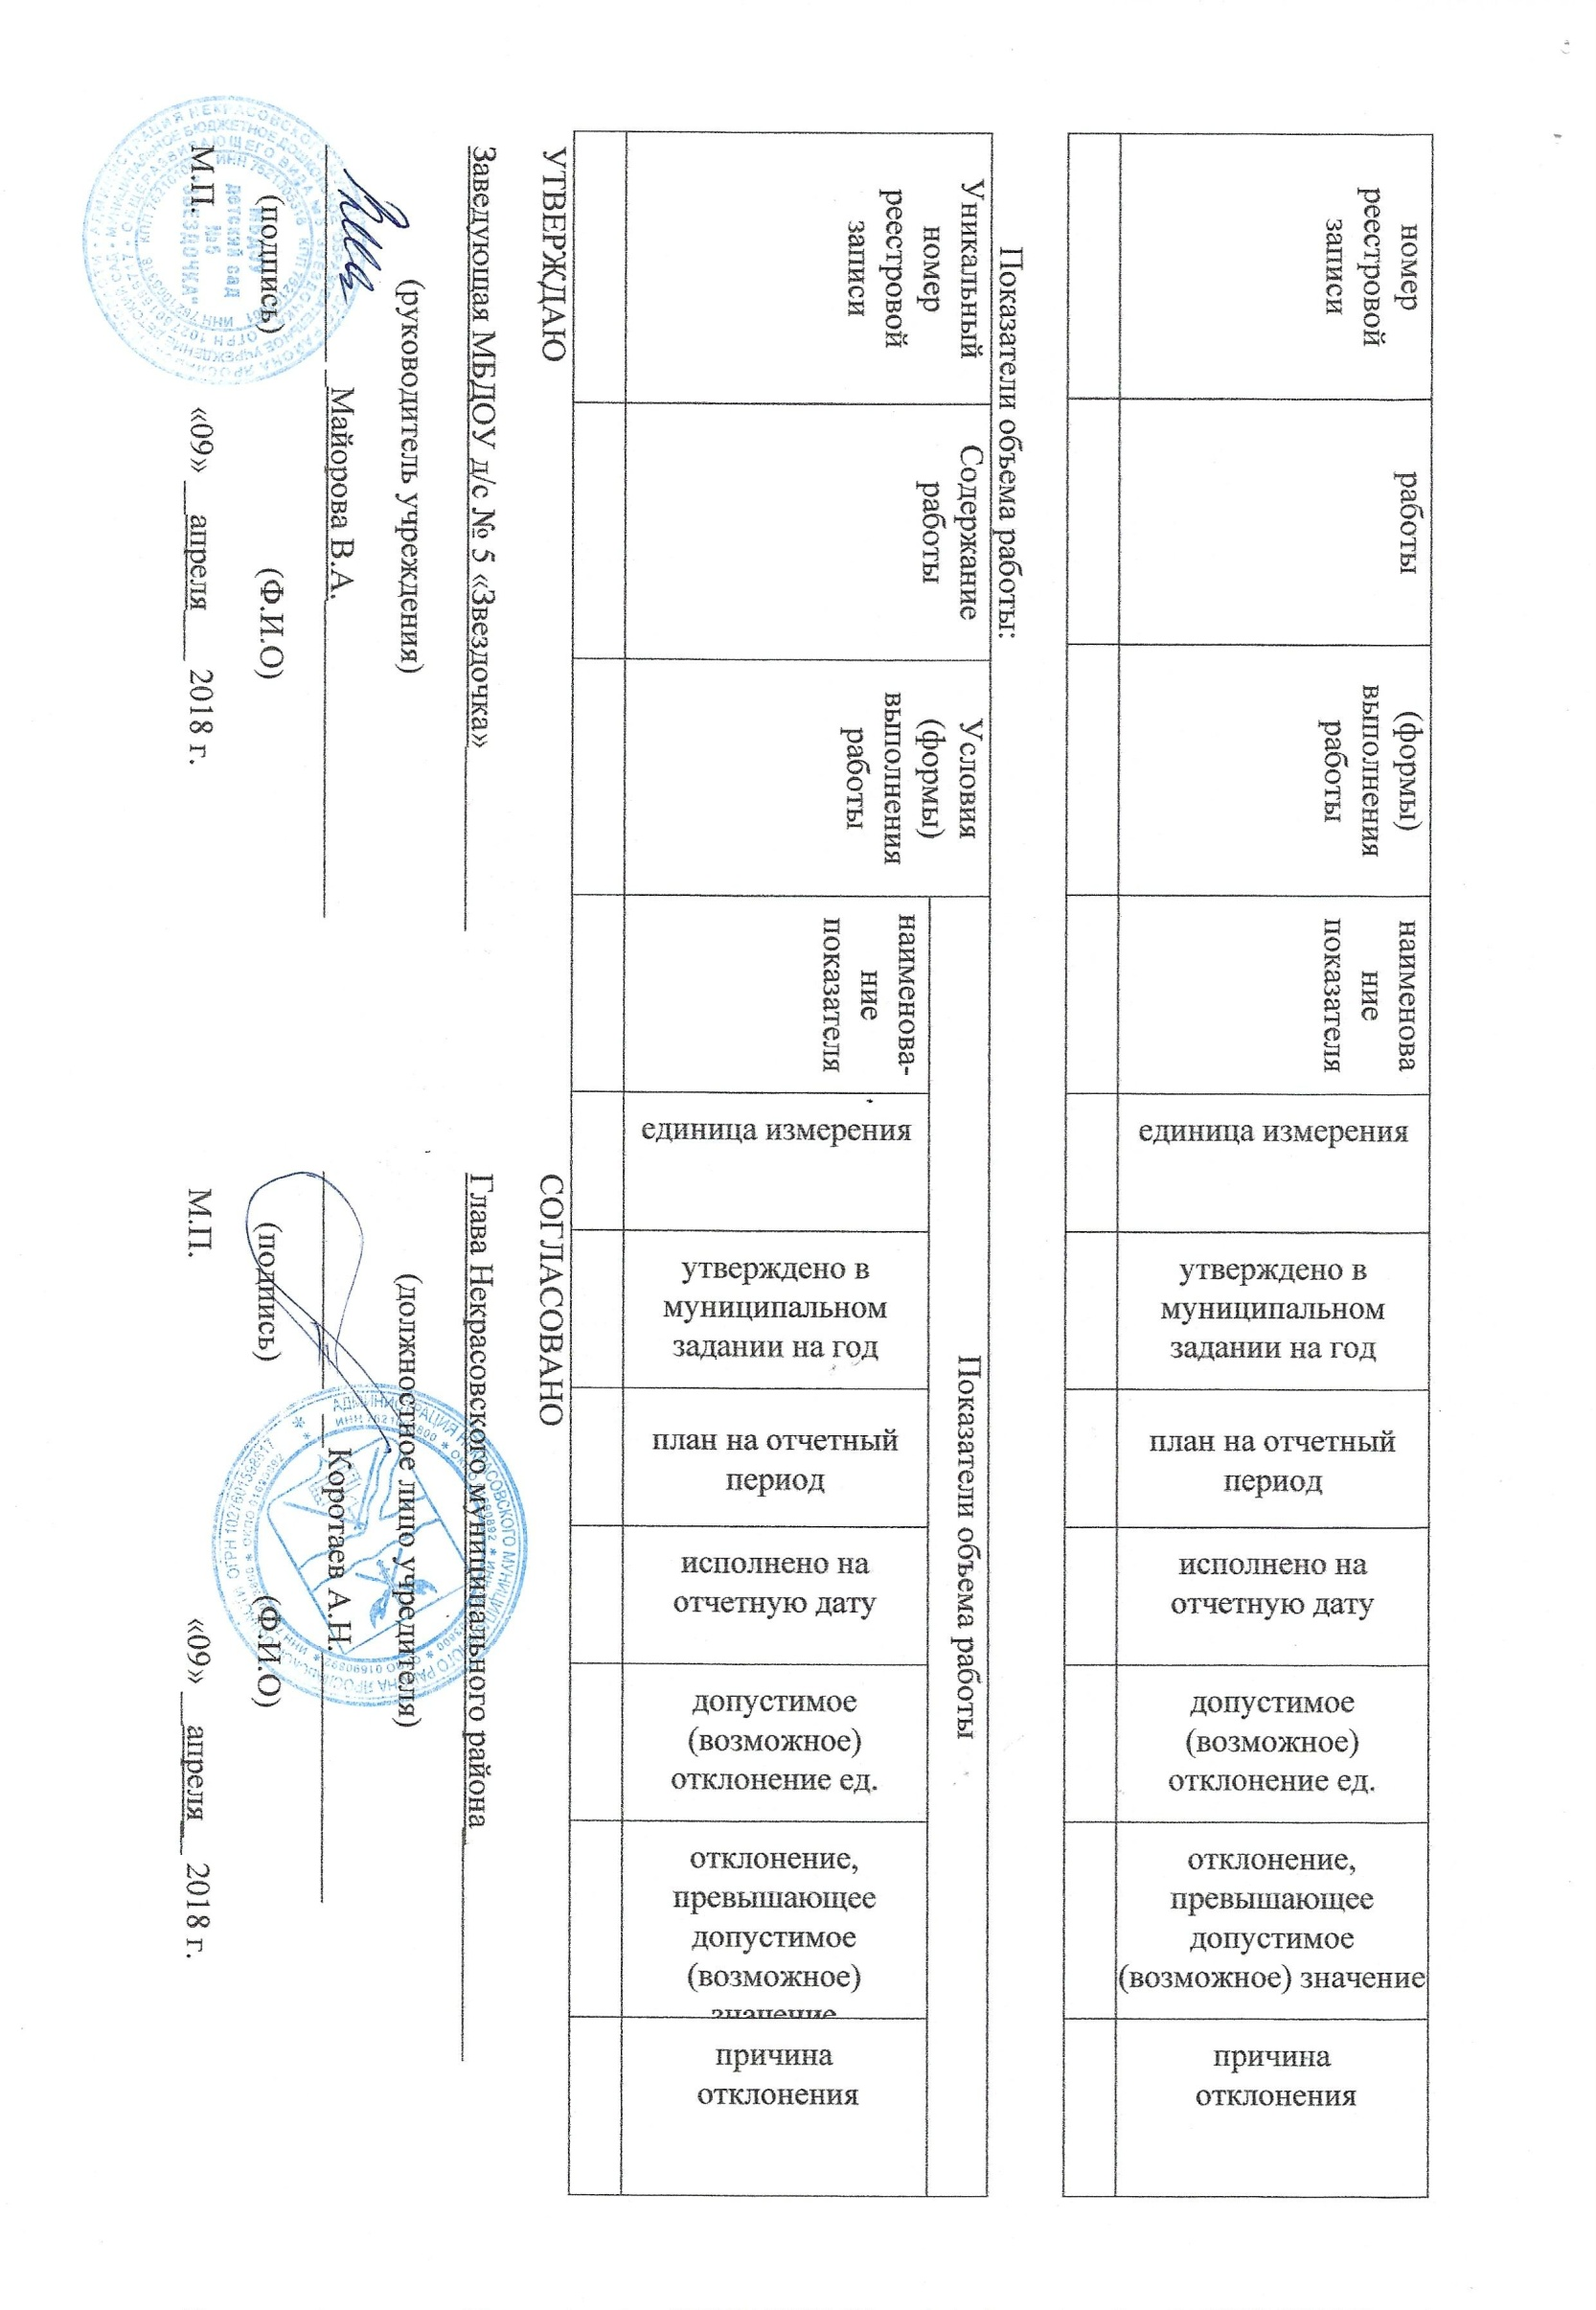 номер
реестровой
записи
работы
(формы)
выполнения
работы
наименова
ние
показателя
единица измерения
утверждено в
муниципальном
задании на год
план на отчетный
период
исполнено на
отчетную дату
допустимое
(возможное)
отклонение ед.
отклонение,
превышающее
допустимое
(возможное) значение
причина
отклонения
Показатели объема работы:
Уникальный
номер
реестровой
записи
Содержание
работы
Условия
(формы)
выполнения
работы
Показатели объема работы
наименова-
ние
показателя
единица измерения
утверждено в
муниципальном
задании на год
план на отчетный
период
исполнено на
отчетную дату
допустимое
(возможное)
отклонение ед.
отклонение,
превышающее
допустимое
(возможное)
значение
причина
отклонения
УТВЕРЖДАЮ
Заведующая МБДОУ д/с № 5 «Звездочка»
(руководитель учреждения)
Майорова В.А.
(подпись) (Ф.И.О)
М.П. «09» апреля 2018 г.
детский сад
№5
СОГЛАСОВАНО
Глава Некрасовского муниципального района
(должностное лицо учредителя)
Коротаев А.Н.
(подпись) (Ф.И.О)
М.П. «09» апреля 2018 г.